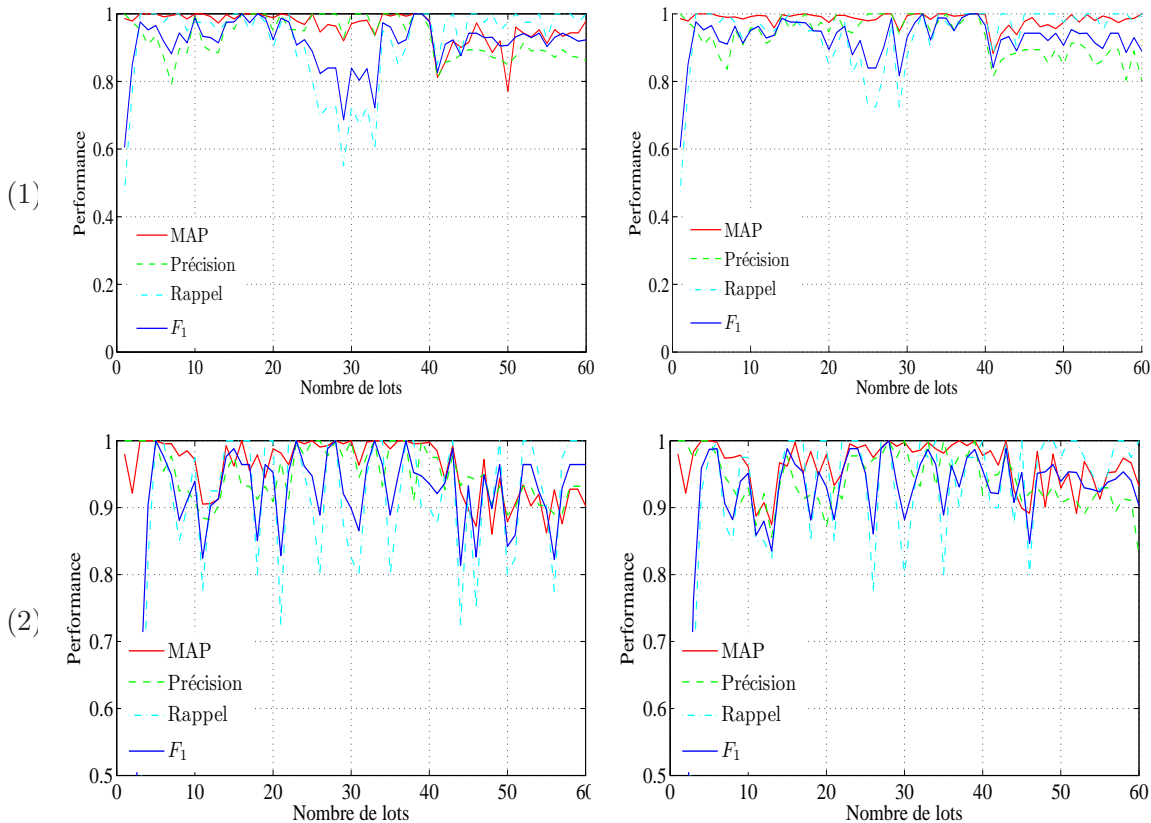 (1)
Performance
1
0.8
0.6
0.4
0.2
0
MAP
Précision
Rappel
F1
0 10 20 30 40 50 60
Nombre de lots
Performance
1
0.8
0.6
0.4
0.2
0
MAP
Précision
Rappel
F1
0 10 20 30 40 50 60
Nombre de lots
(2)
Performance
1
0.9
0.8
0.7
0.6
0.5
MAP
Précision
Rappel
F1
0 10 20 30 40 50 60
Nombre de lots
Performance
1
0.9
0.8
0.7
0.6
0.5
MAP
Précision
Rappel
F1
0 10 20 30 40 50 60
Nombre de lots